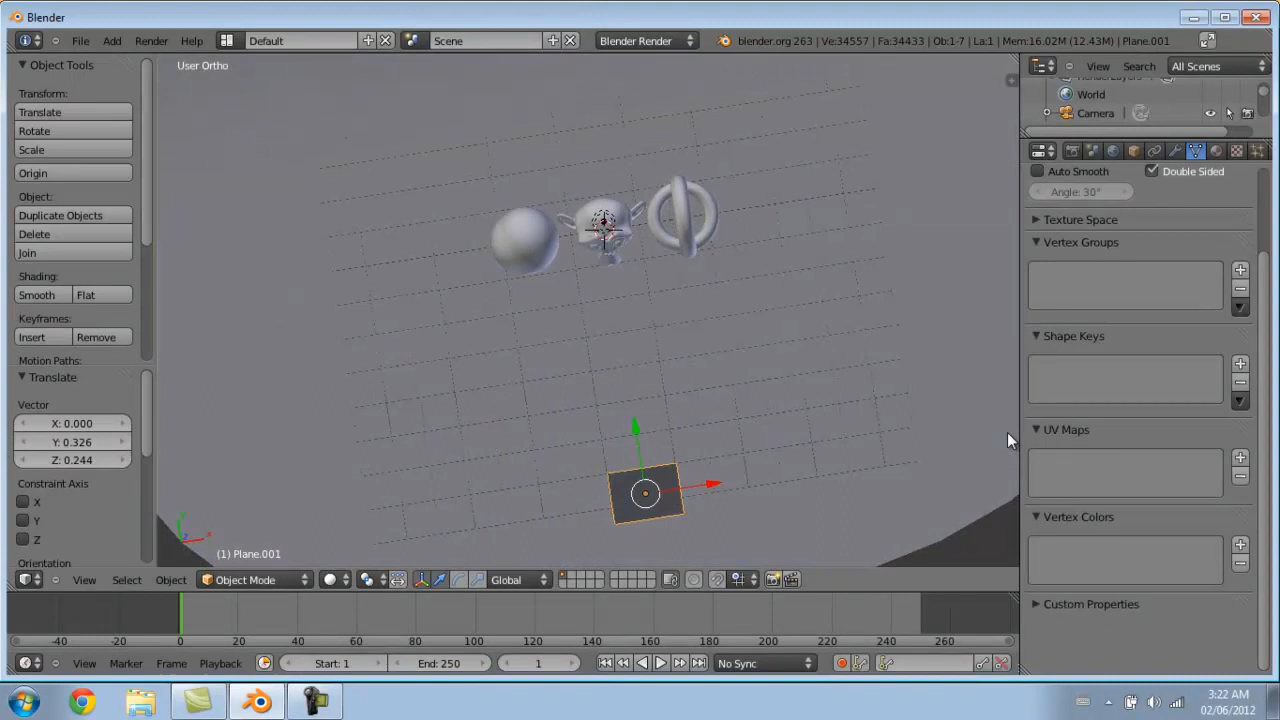 Blender
File Add Render Help Default Scene Blender Render blender.org 263 | Ve:34557 | Fa:34433 | Ob:1-7 | La:1 | Mem:16.02M (12.43M) | Plane.001
Object Tools
Transform:
Translate
Rotate
Scale
Origin
Object:
Duplicate Objects
Delete
Join
Shading:
Smooth Flat
Keyframes:
Insert Remove
Motion Paths:
Translate
Vector
X: 0.000
Y: 0.326
Z: 0.244
Constraint Axis
X
Y
Z
Orientation
User Ortho
(1) Plane.001
View Select Object Object Mode Global
-40 -20 0 20 40 60 80 100 120 140 160 180 200 220 240 260
View Marker Frame Playback Start: 1 End: 250 1 No Sync
View Search All Scenes
RenderLayers
World
Camera
Auto Smooth Double Sided
Angle: 30°
Texture Space
Vertex Groups
Shape Keys
UV Maps
Vertex Colors
Custom Properties
3:22 AM
02/06/2012